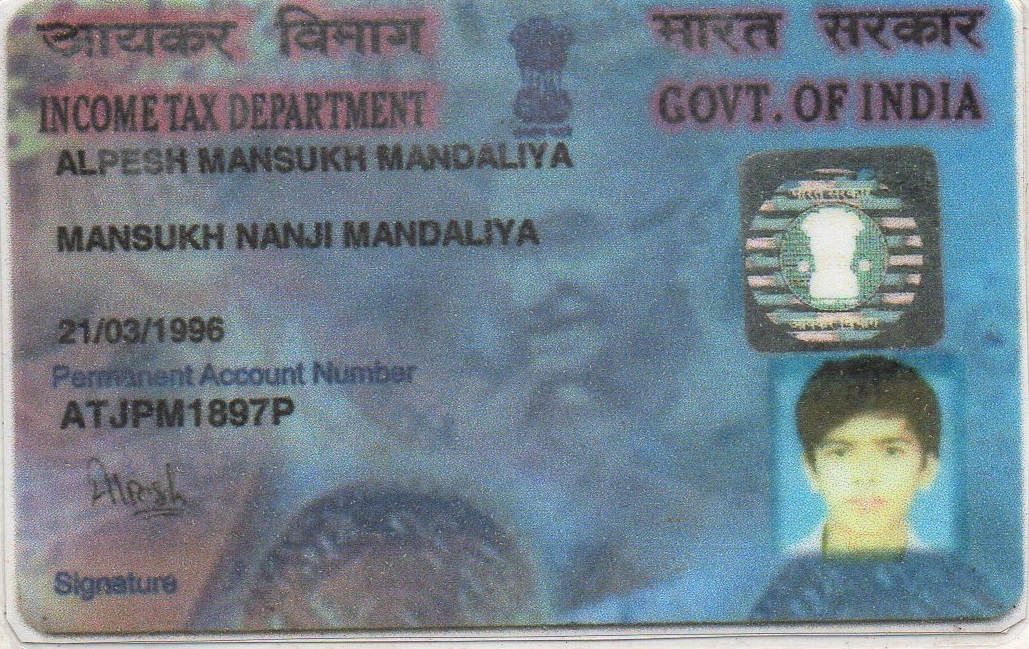 आयकर विभाग
भारत सरकार
INCOME TAX DEPARTMENT
GOVT. OF INDIA
ALPESH MANSUKH MANDALIYA
MANSUKH NANJI MANDALIYA
21/03/1996
Permanent Account Number
ATJPM1897P
Signature
भारत सरकार
आयकर विभाग